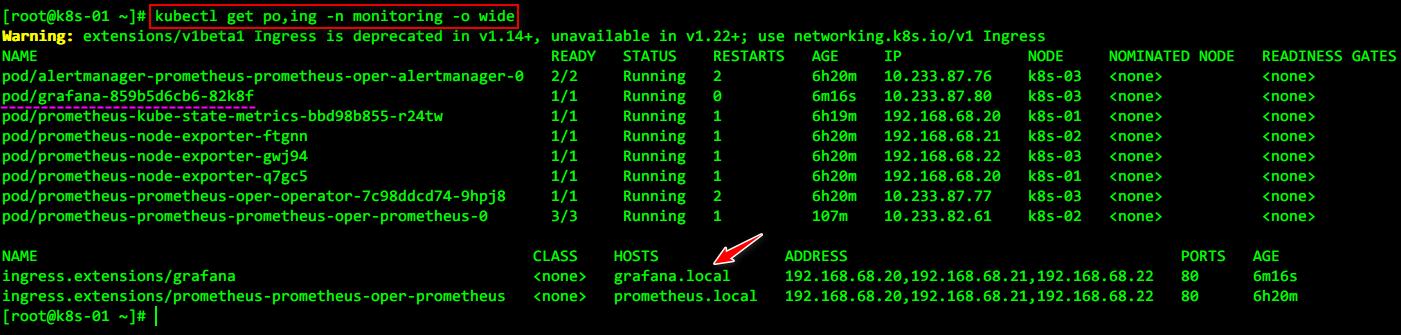 [root@k8s-01 ~]# kubectl get po,ing -n monitoring -o wide
Warning: extensions/v1beta1 Ingress is deprecated in v1.14+, unavailable in v1.22+; use networking.k8s.io/v1 Ingress
NAME READY STATUS RESTARTS AGE IP NODE NOMINATED NODE READINESS GATES
pod/alertmanager-prometheus-prometheus-oper-alertmanager-0 2/2 Running 2 6h20m 10.233.87.76 k8s-03 <none> <none>
pod/grafana-859b5d6cb6-82k8f 1/1 Running 0 6m16s 10.233.87.80 k8s-03 <none> <none>
pod/prometheus-kube-state-metrics-bbd98b855-r24tw 1/1 Running 1 6h19m 192.168.68.20 k8s-01 <none> <none>
pod/prometheus-node-exporter-ftgnn 1/1 Running 1 6h20m 192.168.68.21 k8s-02 <none> <none>
pod/prometheus-node-exporter-gwj94 1/1 Running 1 6h20m 192.168.68.22 k8s-03 <none> <none>
pod/prometheus-node-exporter-q7gc5 1/1 Running 1 6h20m 192.168.68.20 k8s-01 <none> <none>
pod/prometheus-prometheus-oper-operator-7c98ddcd74-9hpj8 1/1 Running 2 6h20m 10.233.87.77 k8s-03 <none> <none>
pod/prometheus-prometheus-prometheus-oper-prometheus-0 3/3 Running 1 107m 10.233.82.61 k8s-02 <none> <none>
NAME CLASS HOSTS ADDRESS PORTS AGE
ingress.extensions/grafana <none> grafana.local 192.168.68.20,192.168.68.21,192.168.68.22 80 6m16s
ingress.extensions/prometheus-prometheus-oper-prometheus <none> prometheus.local 192.168.68.20,192.168.68.21,192.168.68.22 80 6h20m
[root@k8s-01 ~]#